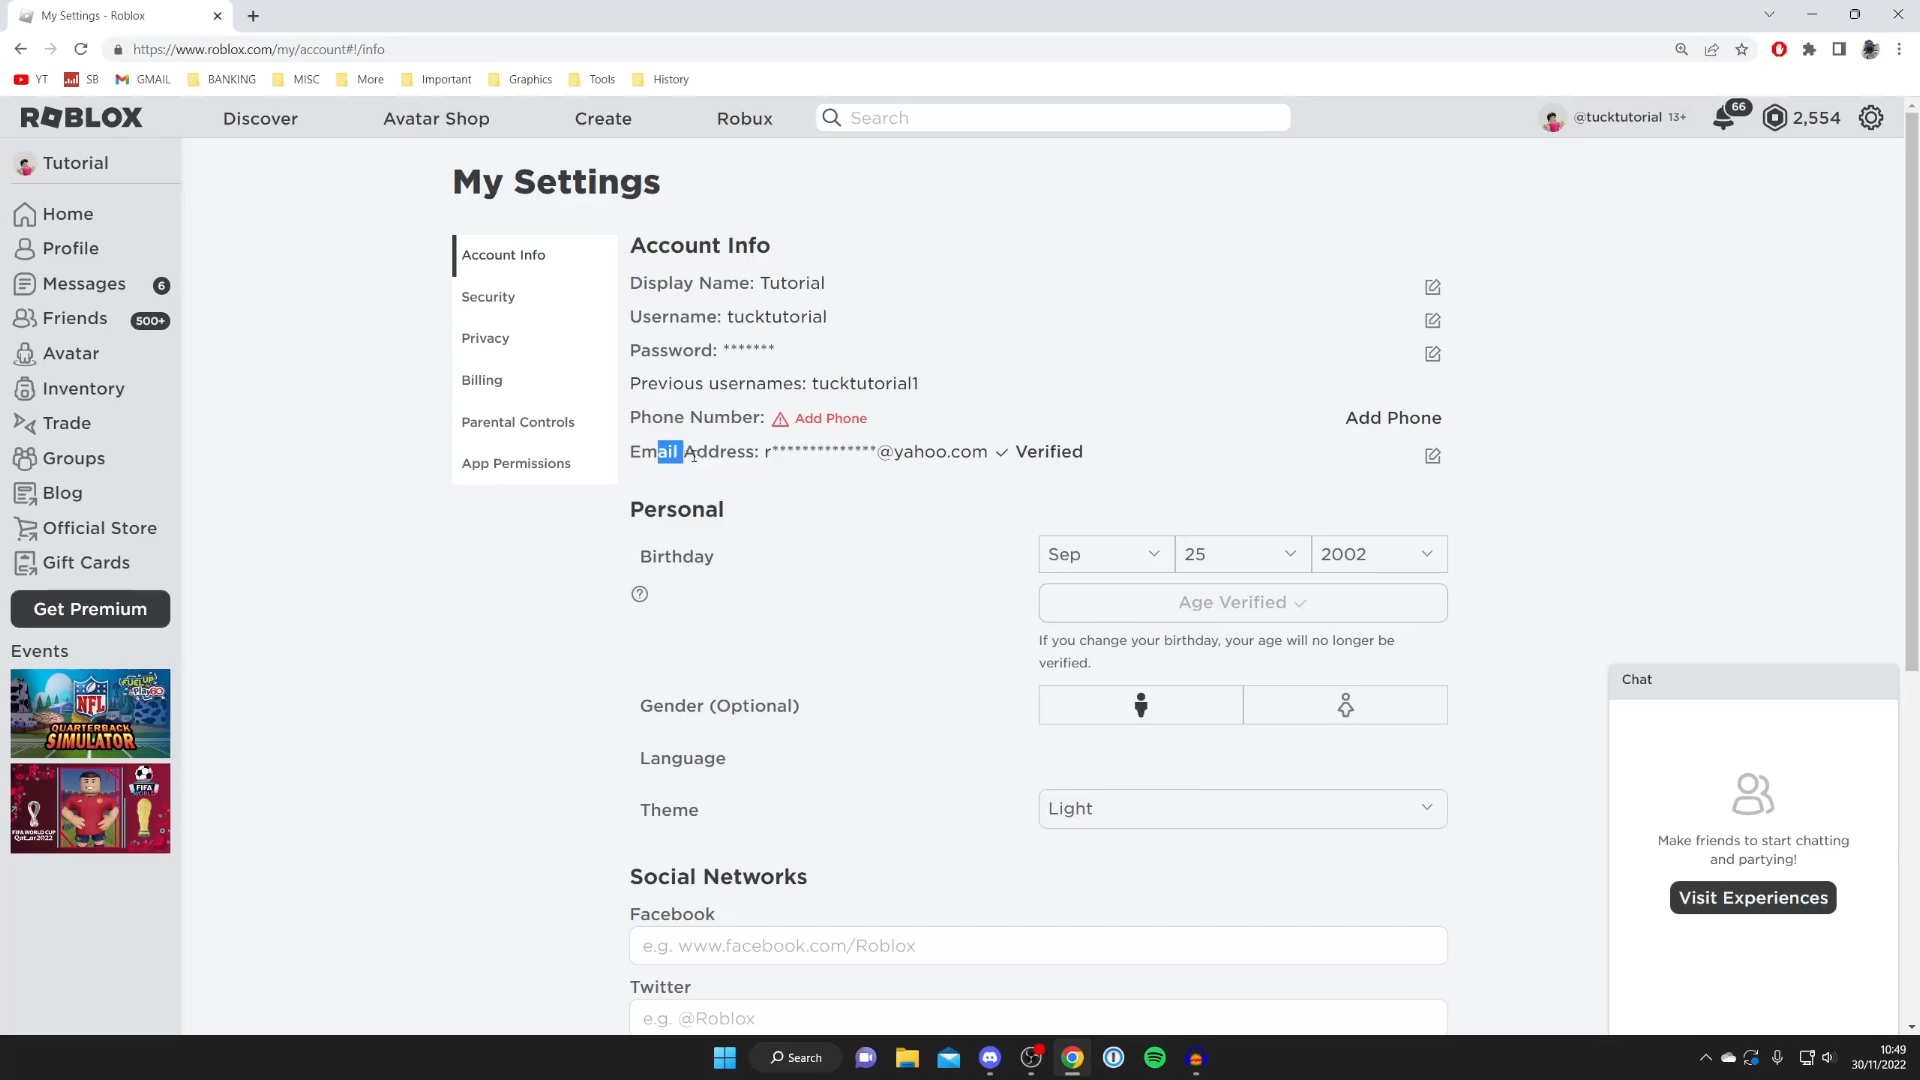 My Settings - Roblox
https://www.roblox.com/my/account#!/info
YT SB GMAIL BANKING MISC More Important Graphics Tools History
ROBLOX Discover Avatar Shop Create Robux Search @tucktutorial 13+ 66 2,554
Tutorial
Home
Profile
Messages 6
Friends 500+
Avatar
Inventory
Trade
Groups
Blog
Official Store
Gift Cards
Get Premium
Events
NFL
QUARTERBACK
SIMULATOR
FIFA
My Settings
Account Info
Security
Privacy
Billing
Parental Controls
App Permissions
Account Info
Display Name: Tutorial
Username: tucktutorial
Password: *******
Previous usernames: tucktutorial1
Phone Number: Add Phone Add Phone
Email Address: r**************@yahoo.com ✓ Verified
Personal
Birthday Sep 25 2002
Age Verified ✓
If you change your birthday, your age will no longer be
verified.
Gender (Optional)
Language
Theme Light
Social Networks
Facebook
e.g. www.facebook.com/Roblox
Twitter
e.g. @Roblox
Chat
Make friends to start chatting
and partying!
Visit Experiences
Search
10:49
30/11/2022